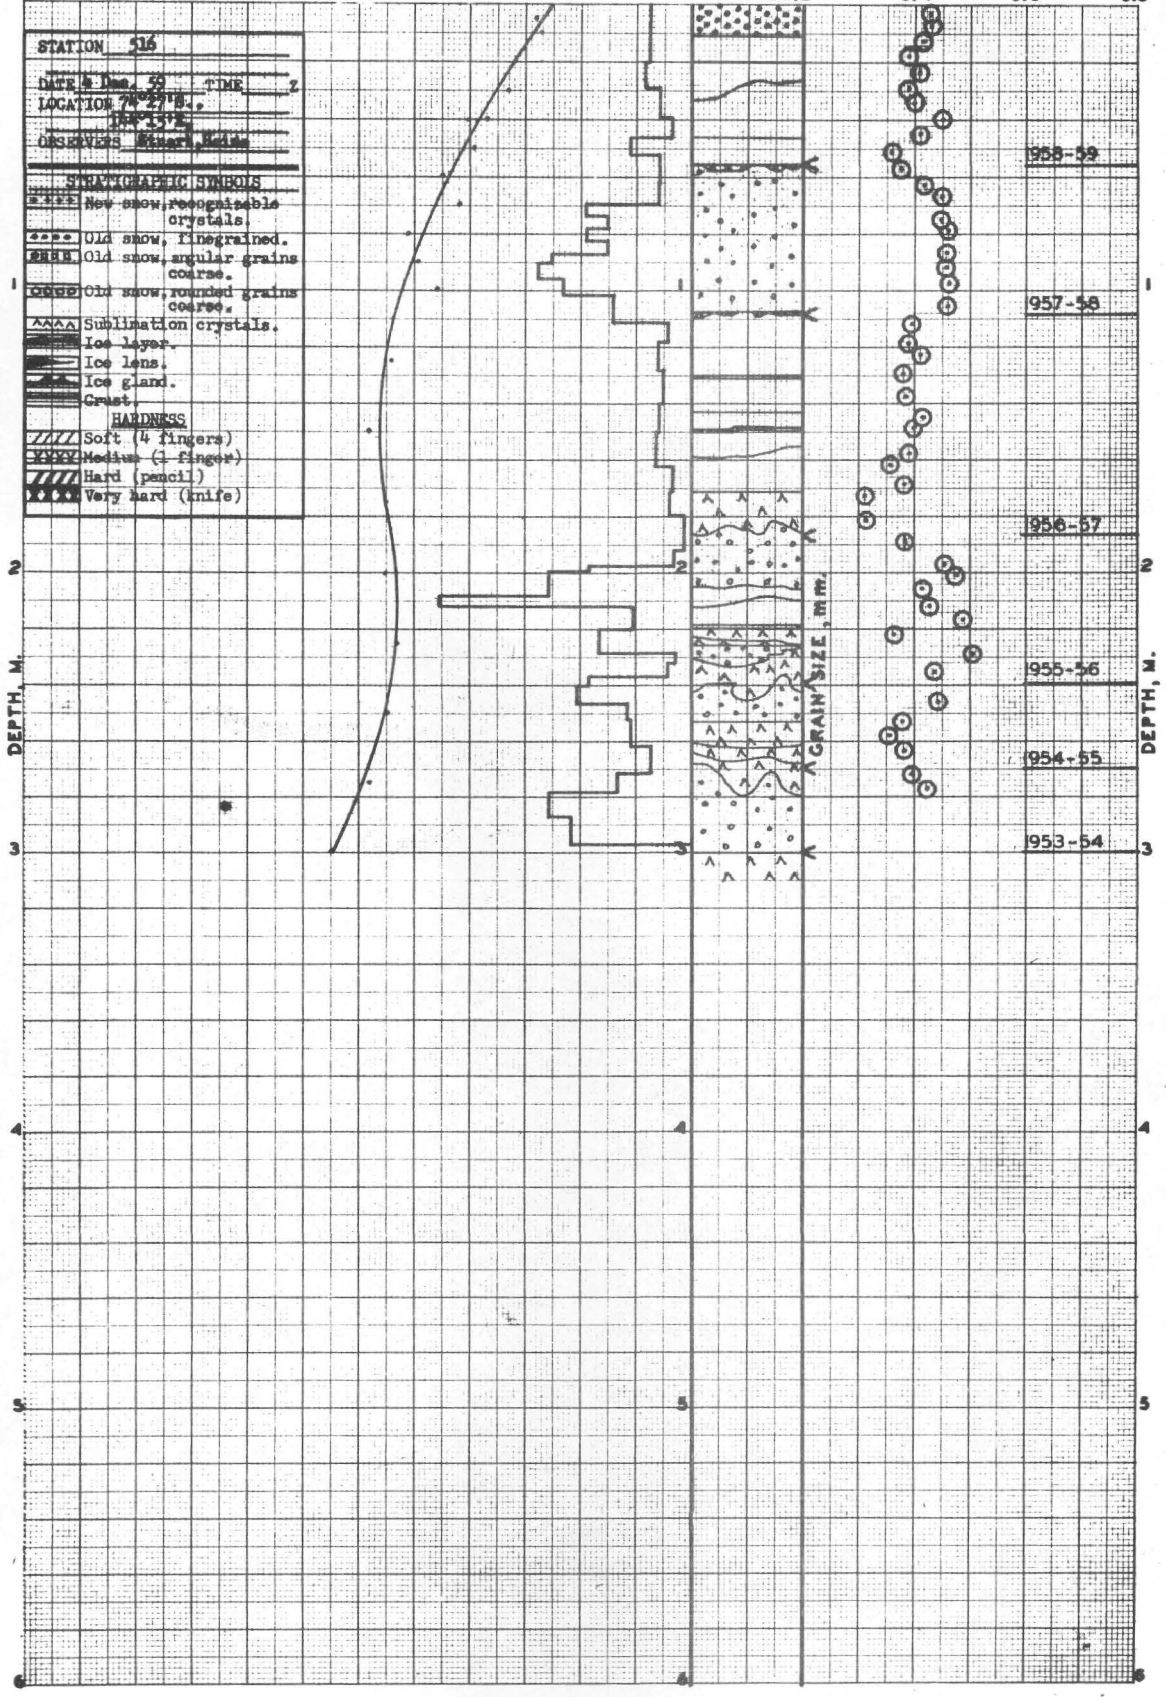 STATION 516
DATE 4 Dec. 59 TIME Z
LOCATION 74°27'S.,
OBSERVERS
STRATIGRAPHIC SYMBOLS
New snow,recognizable
crystals.
Old snow, finegrained.
Old snow,angular grains
coarse.
Old snow,rounded grains
coarse.
Sublimation crystals.
Ice layer.
Ice lens.
Ice gland.
Crust.
HARDNESS
Soft (4 fingers)
Medium (1 finger)
Hard (pencil)
Very hard (knife)
1958-59
1 1
1957-58
1956-57
2 2 2
GRAIN SIZE, mm.
1955-56
DEPTH, M. DEPTH, M.
1954-55
1953-54
3 3 3
4 4 4
5 5 5
6 6 6